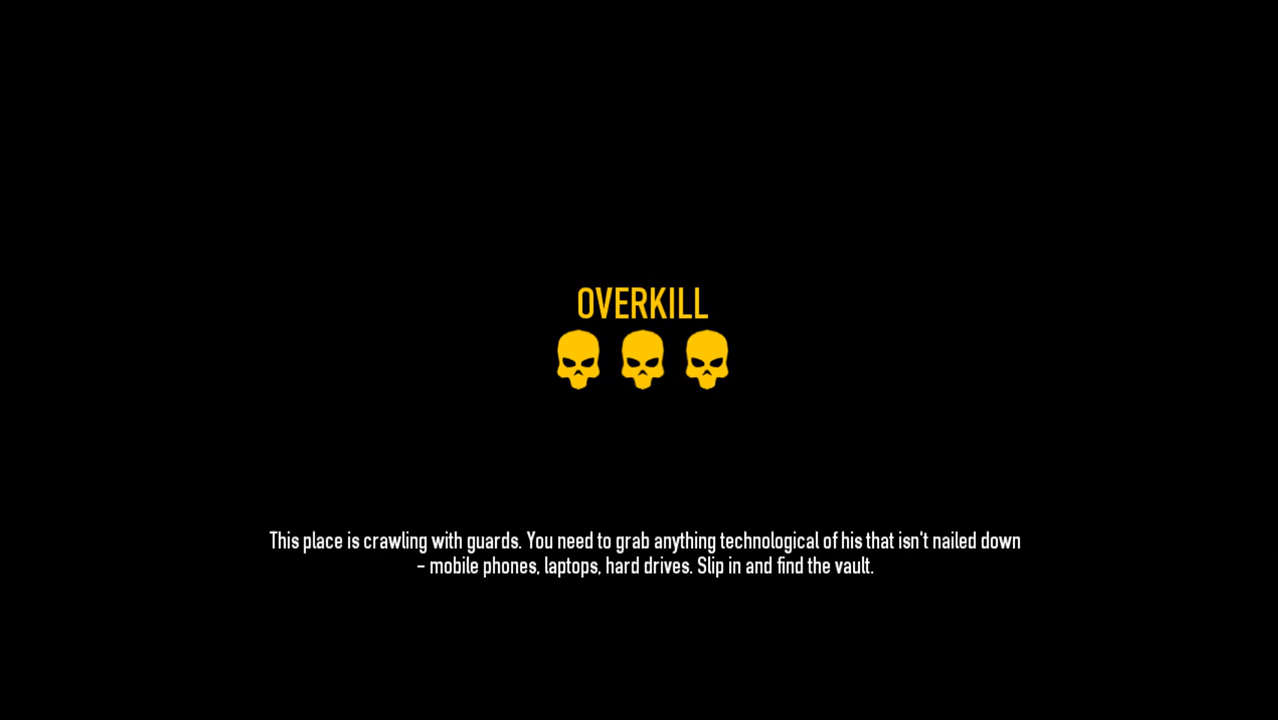 OVERKILL
This place is crawling with guards. You need to grab anything technological of his that isn't nailed down
- mobile phones, laptops, hard drives. Slip in and find the vault.